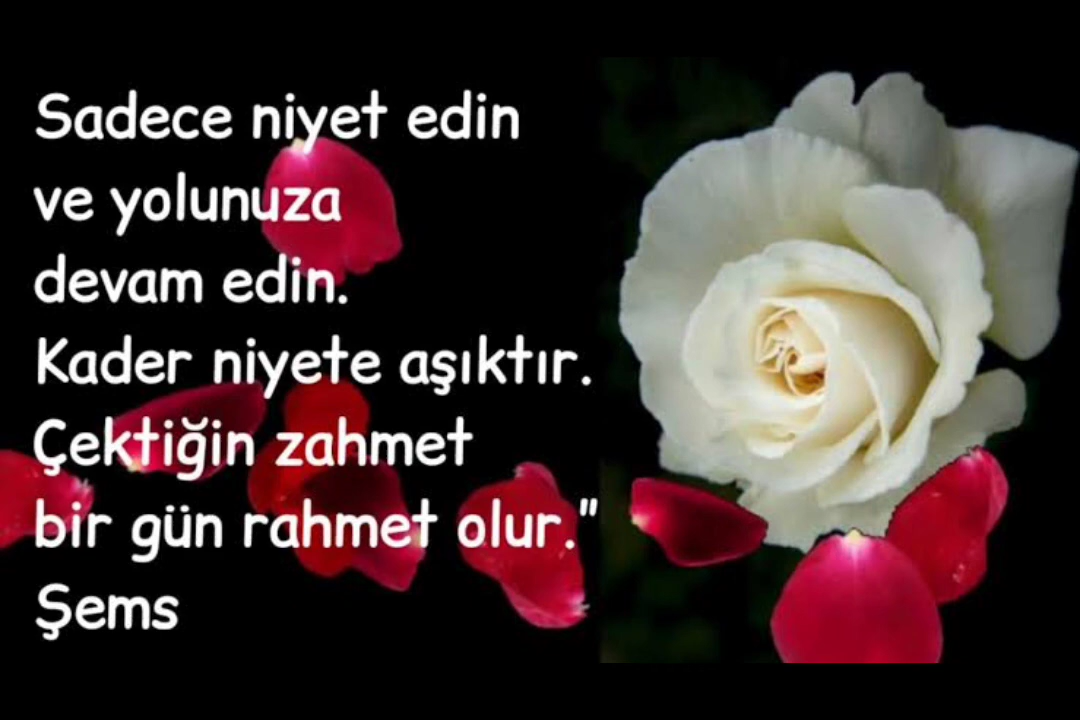 Sadece niyet edin
ve yolunuza
devam edin.
Kader niyete aşıktır.
Çektiğin zahmet
bir gün rahmet olur."
Şems